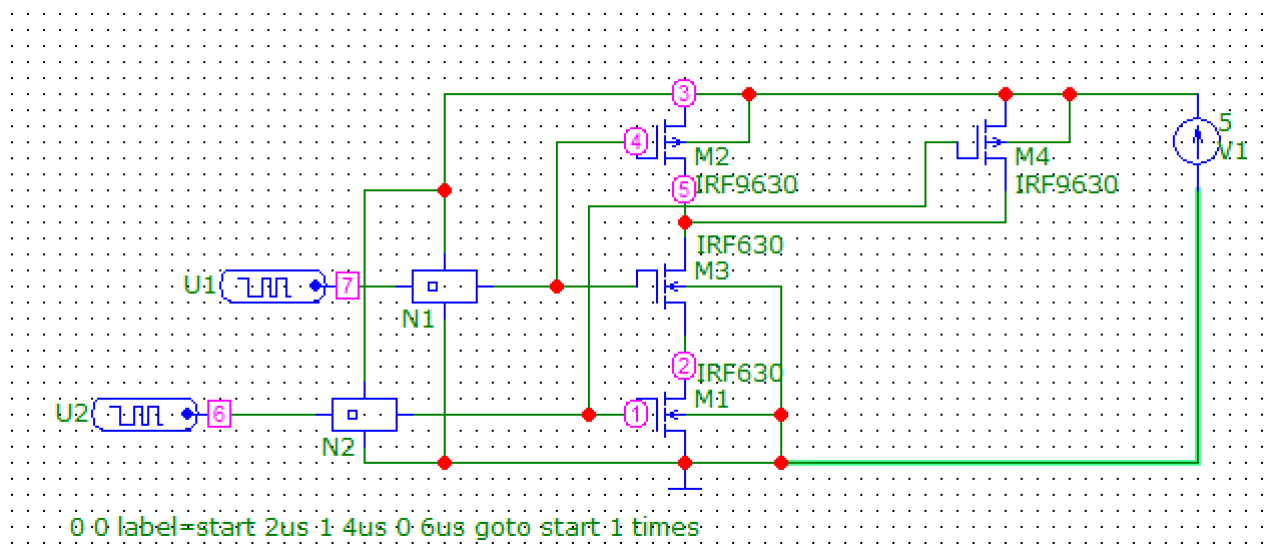 3
5
4
M2
V1
M4
IRF9630
IRF9630
5
IRF630
M3
U1
7
N1
2
IRF630
M1
U2
6
1
N2
0 0 label=start 2us 1 4us 0 6us goto start 1 times